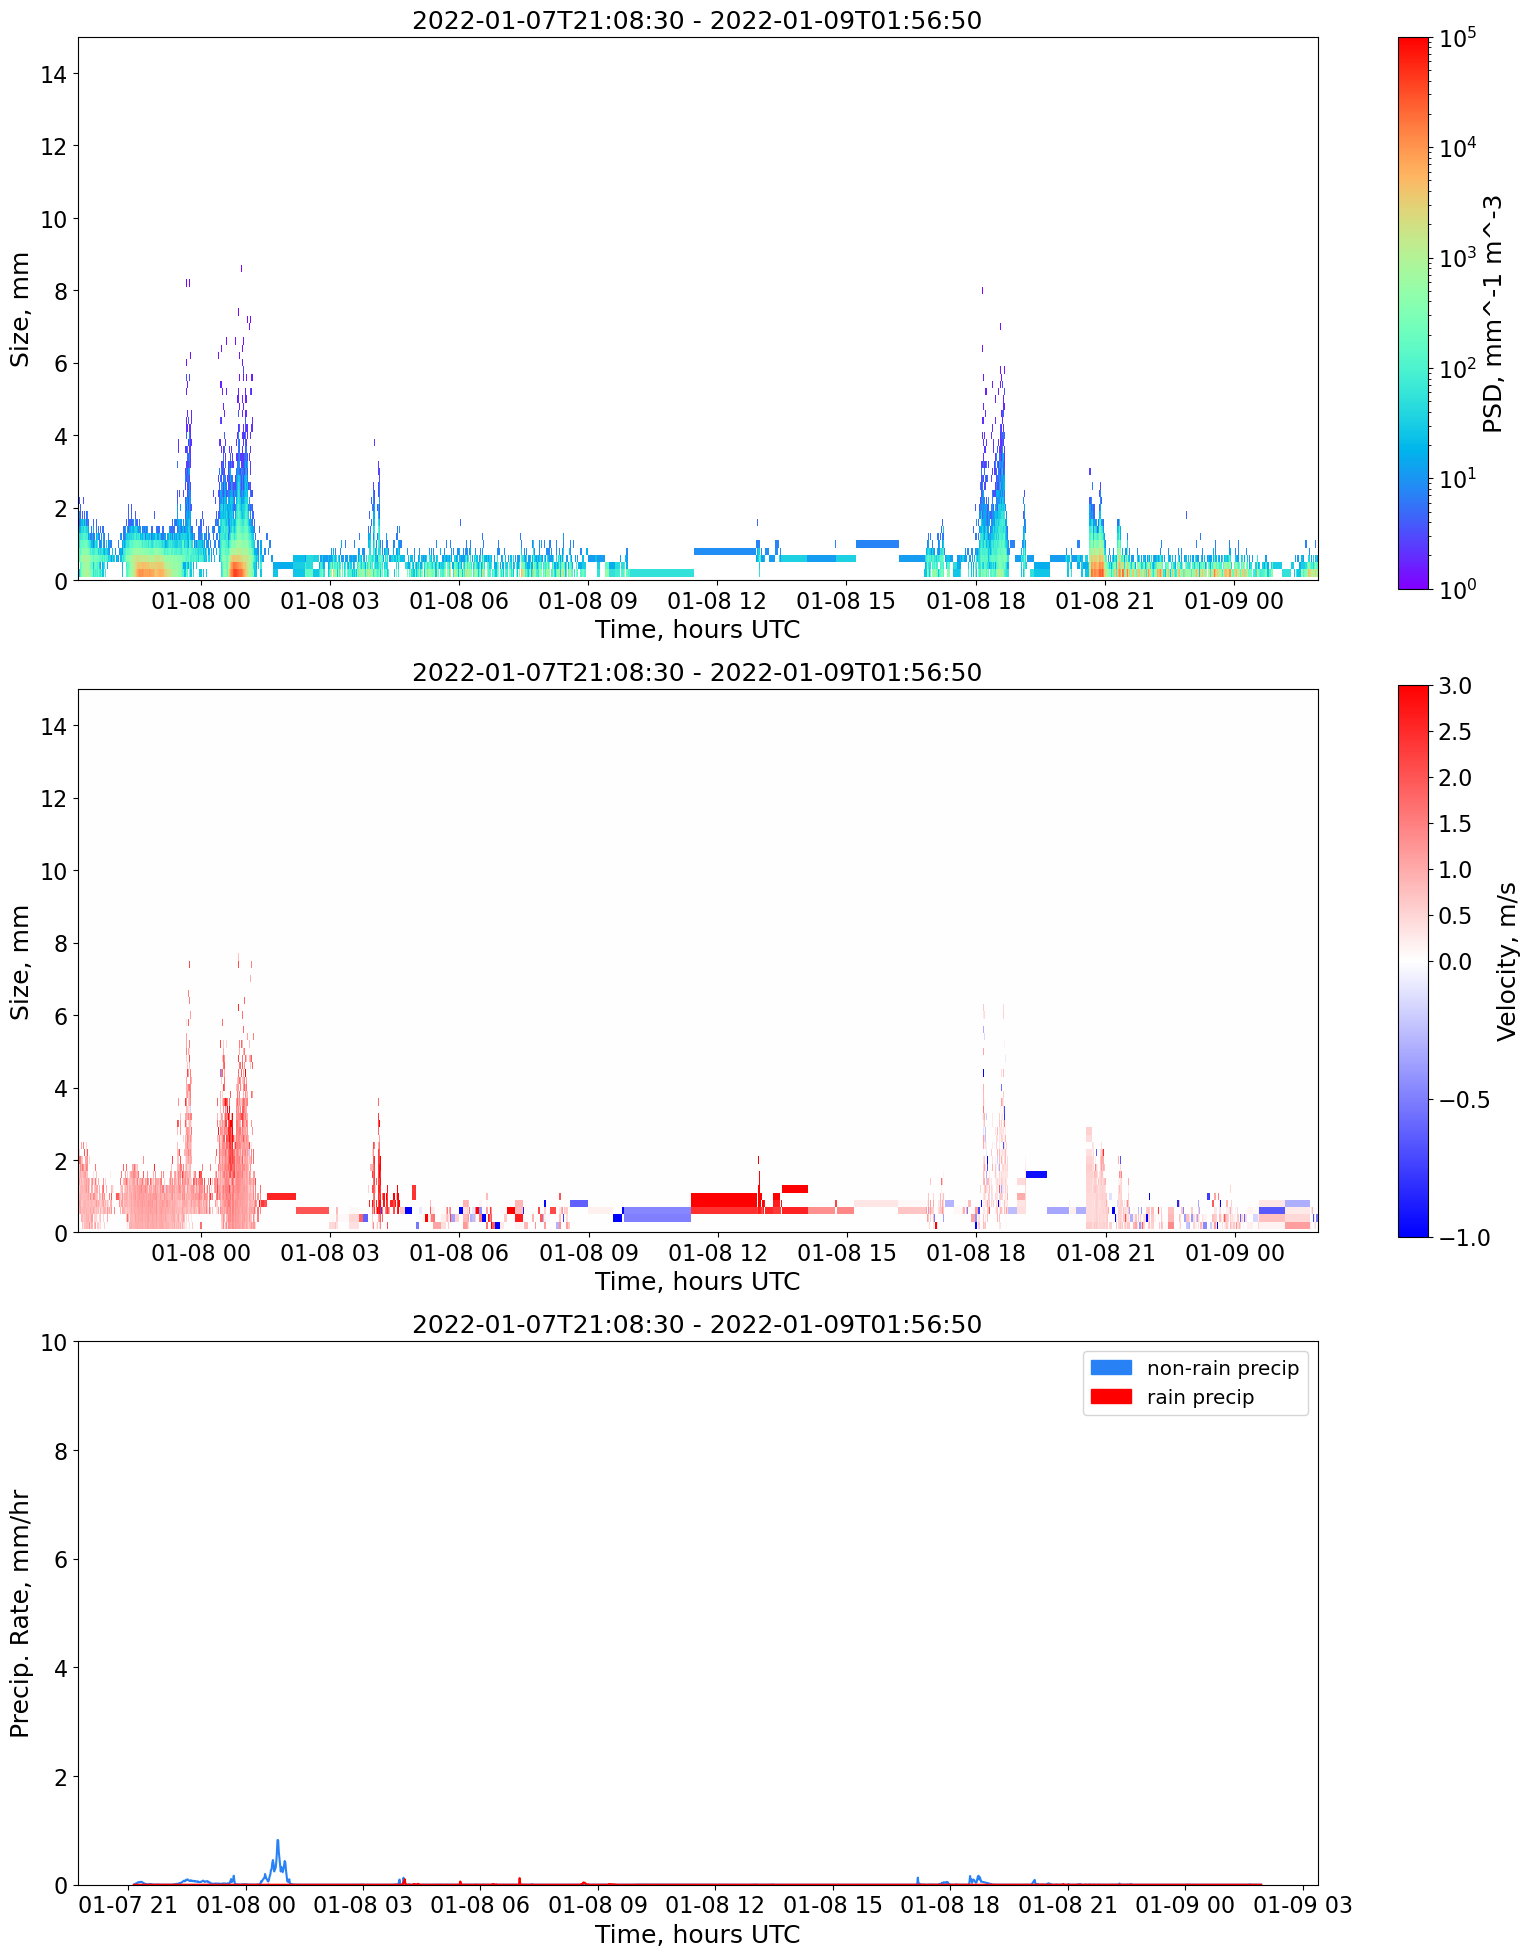 2022-01-07T21:08:30 - 2022-01-09T01:56:50
14
12
10
8
6
4
2
0
Size, mm
01-08 00 01-08 03 01-08 06 01-08 09 01-08 12 01-08 15 01-08 18 01-08 21 01-09 00
Time, hours UTC
10^5
10^4
10^3
10^2
10^1
10^0
PSD, mm^-1 m^-3
2022-01-07T21:08:30 - 2022-01-09T01:56:50
14
12
10
8
6
4
2
0
Size, mm
01-08 00 01-08 03 01-08 06 01-08 09 01-08 12 01-08 15 01-08 18 01-08 21 01-09 00
Time, hours UTC
3.0
2.5
2.0
1.5
1.0
0.5
0.0
−0.5
−1.0
Velocity, m/s
2022-01-07T21:08:30 - 2022-01-09T01:56:50
10
8
6
4
2
0
Precip. Rate, mm/hr
non-rain precip
rain precip
01-07 21 01-08 00 01-08 03 01-08 06 01-08 09 01-08 12 01-08 15 01-08 18 01-08 21 01-09 00 01-09 03
Time, hours UTC